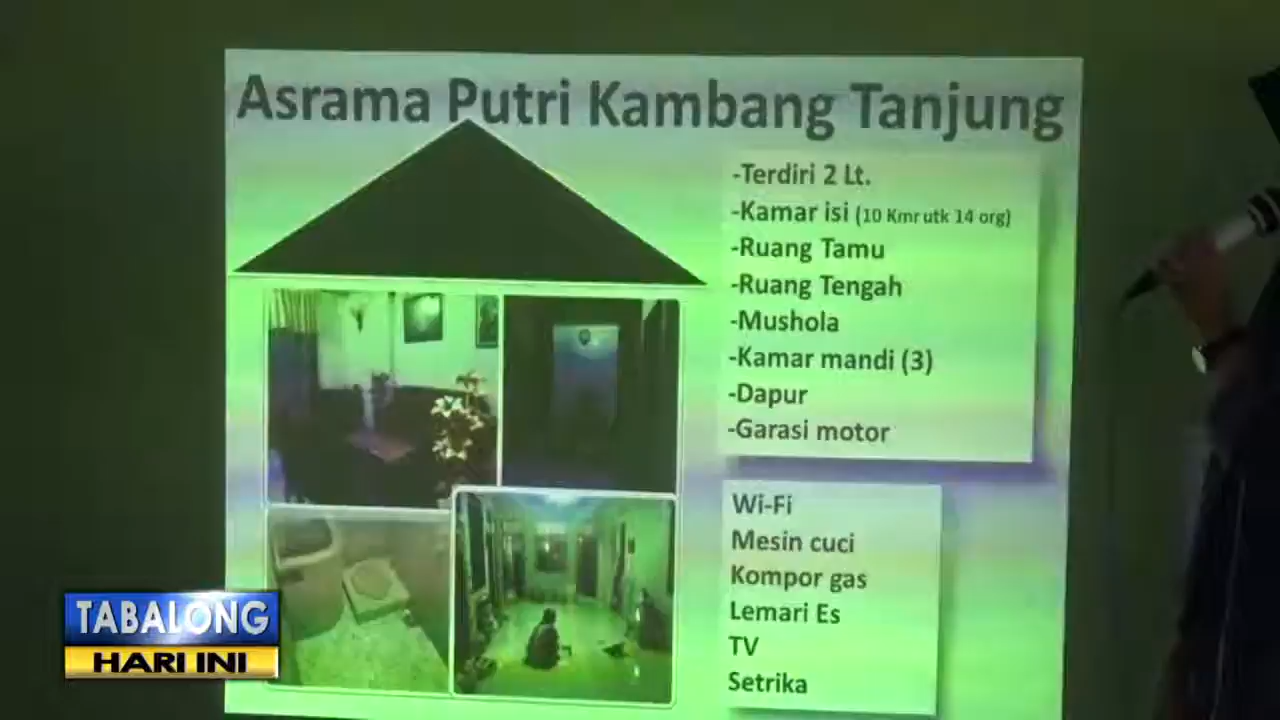 Asrama Putri Kambang Tanjung
-Terdiri 2 Lt.
-Kamar isi (10 Kmr utk 14 org)
-Ruang Tamu
-Ruang Tengah
-Mushola
-Kamar mandi (3)
-Dapur
-Garasi motor
Wi-Fi
Mesin cuci
Kompor gas
Lemari Es
TV
Setrika
TABALONG
HARI INI